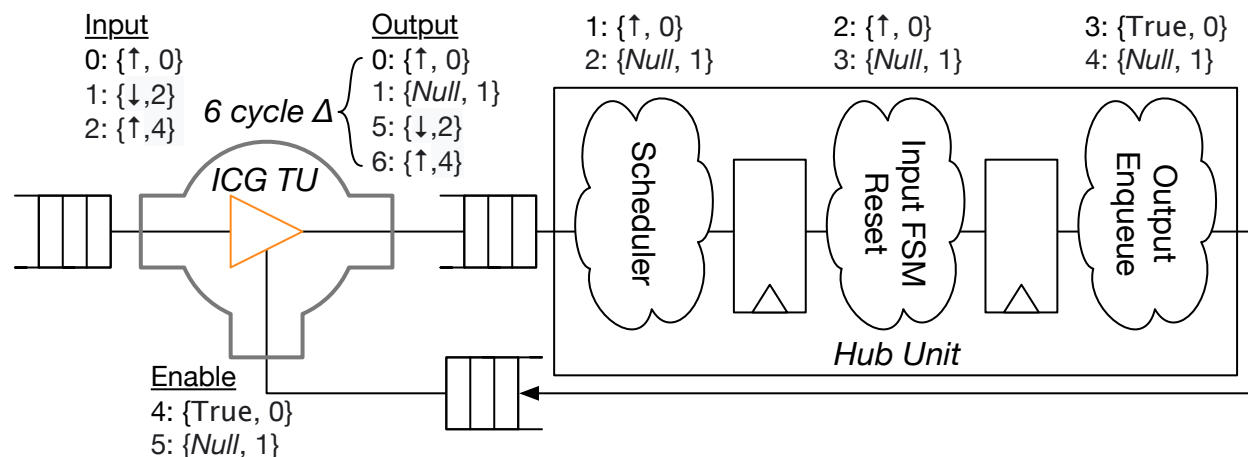 Input
0: {↑, 0}
1: {↓,2}
2: {↑,4}
6 cycle Δ
Output
0: {↑, 0}
1: {Null, 1}
5: {↓,2}
6: {↑,4}
1: {↑, 0}
2: {Null, 1}
2: {↑, 0}
3: {Null, 1}
3: {True, 0}
4: {Null, 1}
ICG TU
Scheduler
Input FSM
Reset
Output
Enqueue
Hub Unit
Enable
4: {True, 0}
5: {Null, 1}